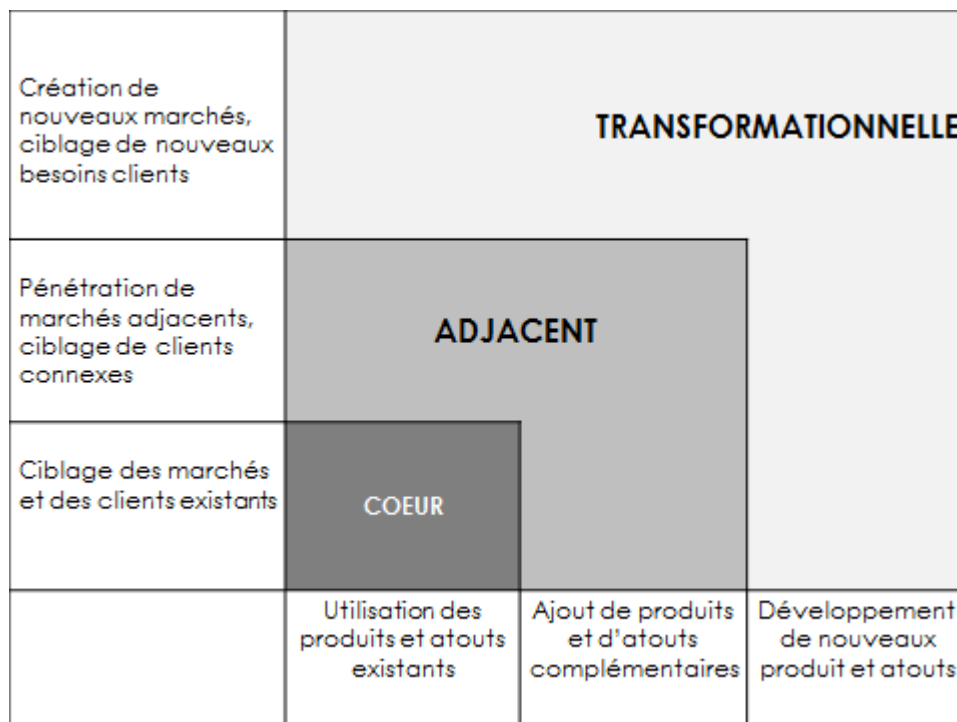 Création de
nouveaux marchés,
ciblage de nouveaux
besoins clients
TRANSFORMATIONNELLE
Pénétration de
marchés adjacents,
ciblage de clients
connexes
ADJACENT
Ciblage des marchés
et des clients existants
COEUR
Utilisation des
produits et atouts
existants
Ajout de produits
et d'atouts
complémentaires
Développement
de nouveaux
produit et atouts